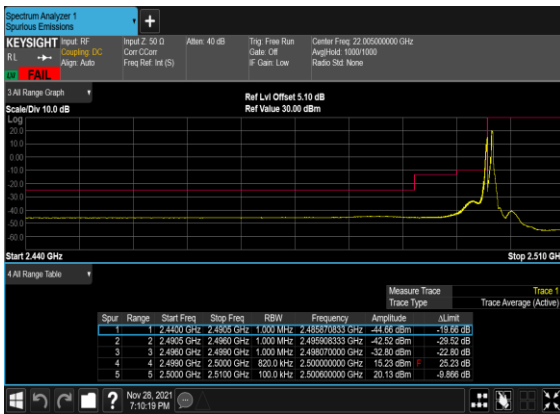 Spectrum Analyzer 1
Spurious Emissions
KEYSIGHT Input: RF Input Z: 50 Ω Atten: 40 dB Trig: Free Run Center Freq: 22.005000000 GHz
RL Coupling: DC Corr CCorr Gate: Off Avg|Hold: 1000/1000
Align: Auto Freq Ref: Int (S) IF Gain: Low Radio Std: None
LV FAIL
3 All Range Graph
Ref Lvl Offset 5.10 dB
Scale/Div 10.0 dB Ref Value 30.00 dBm
Log
20.0
10.0
0.00
-10.0
-20.0
-30.0
-40.0
-50.0
-60.0
Start 2.440 GHz Stop 2.510 GH
4 All Range Table
Measure Trace Trace 1
Trace Type Trace Average (Active)
Spur Range Start Freq Stop Freq RBW Frequency Amplitude ΔLimit
1 1 2.4400 GHz 2.4905 GHz 1.000 MHz 2.485870833 GHz -44.66 dBm -19.66 dB
2 2 2.4905 GHz 2.4960 GHz 1.000 MHz 2.495908333 GHz -42.52 dBm -29.52 dB
3 3 2.4960 GHz 2.4990 GHz 1.000 MHz 2.498070000 GHz -32.80 dBm -22.80 dB
4 4 2.4990 GHz 2.5000 GHz 820.0 kHz 2.500000000 GHz 15.23 dBm F 25.23 dB
5 5 2.5000 GHz 2.5100 GHz 100.0 kHz 2.500600000 GHz 20.13 dBm -9.866 dB
Nov 28, 2021
7:10:19 PM